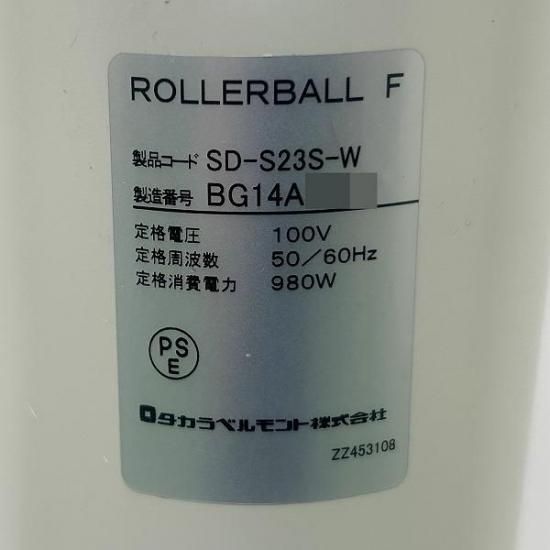 ROLLERBALL F
製品コード SD-S23S-W
製造番号 BG14A
定格電圧 100V
定格周波数 50/60Hz
定格消費電力 980W
PS
E
タカラベルモント株式会社
ZZ453108